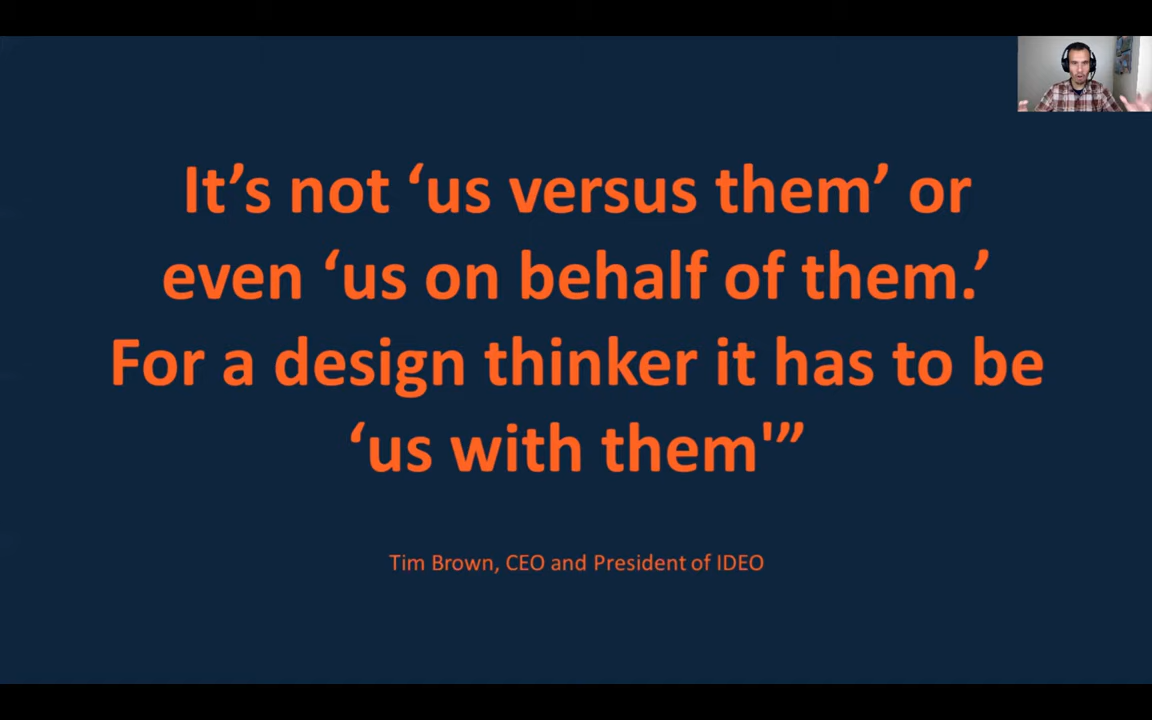 It’s not ‘us versus them’ or
even ‘us on behalf of them.’
For a design thinker it has to be
‘us with them'”
Tim Brown, CEO and President of IDEO